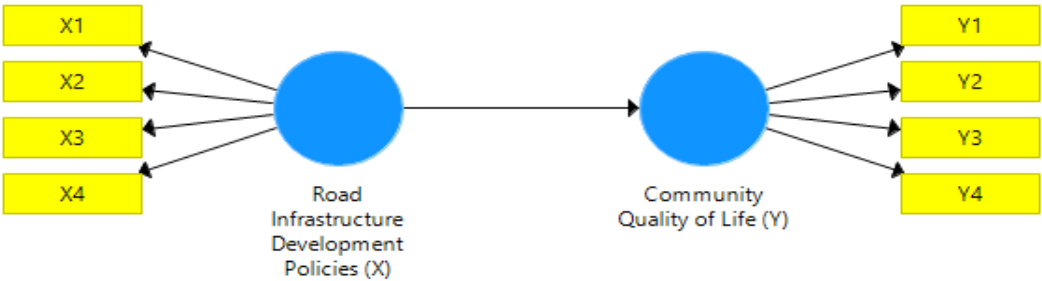 X1
X2
X3
X4
Road
Infrastructure
Development
Policies (X)
Community
Quality of Life (Y)
Y1
Y2
Y3
Y4